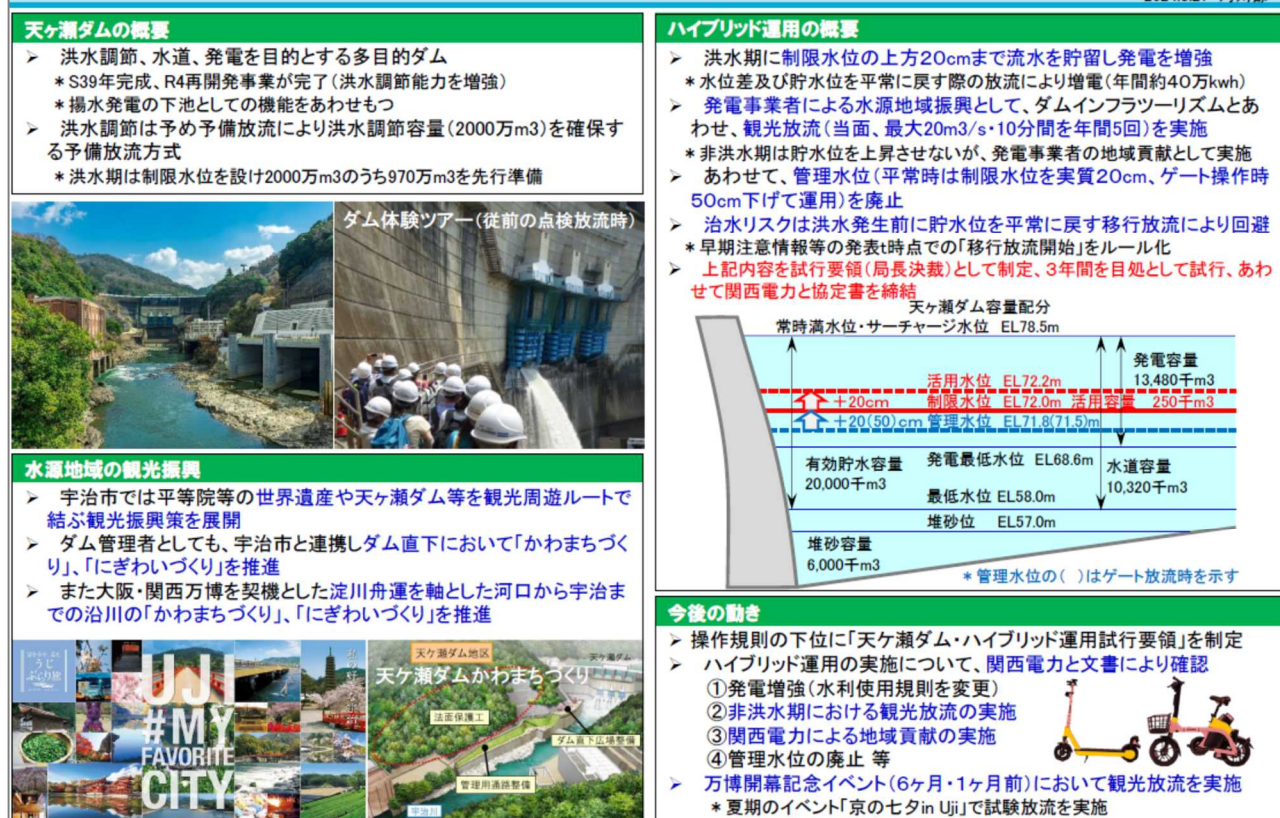 天ヶ瀬ダムの概要
➢ 洪水調節、水道、発電を目的とする多目的ダム
*S39年完成、R4再開発事業が完了(洪水調節能力を増強)
*揚水発電の下池としての機能をあわせもつ
➢ 洪水調節は予め予備放流により洪水調節容量(2000万m3)を確保す
る予備放流方式
*洪水期は制限水位を設け2000万m3のうち970万m3を先行準備
ダム体験ツアー(従前の点検放流時)
水源地域の観光振興
➢ 宇治市では平等院等の世界遺産や天ヶ瀬ダム等を観光周遊ルートで
結ぶ観光振興策を展開
➢ ダム管理者としても、宇治市と連携しダム直下において「かわまちづく
り」、「にぎわいづくり」を推進
➢ また大阪・関西万博を契機とした淀川舟運を軸とした河口から宇治ま
での沿川の「かわまちづくり」、「にぎわいづくり」を推進
UJI
#MY
FAVORITE
CITY
天ケ瀬ダム地区
天ケ瀬ダム
天ケ瀬ダムかわまちづくり
法面保護工
ダム直下広場整備
管理用通路整備
宇治川
ハイブリッド運用の概要
➢ 洪水期に制限水位の上方20cmまで流水を貯留し発電を増強
*水位差及び貯水位を平常に戻す際の放流により増電(年間約40万kwh)
➢ 発電事業者による水源地域振興として、ダムインフラツーリズムとあ
わせ、観光放流(当面、最大20m3/s・10分間を年間5回)を実施
*非洪水期は貯水位を上昇させないが、発電事業者の地域貢献として実施
➢ あわせて、管理水位(平常時は制限水位を実質20cm、ゲート操作時
50cm下げて運用)を廃止
➢ 治水リスクは洪水発生前に貯水位を平常に戻す移行放流により回避
*早期注意情報等の発表t時点での「移行放流開始」をルール化
➢ 上記内容を試行要領(局長決裁)として制定、3年間を目処として試行、あわ
せて関西電力と協定書を締結
天ヶ瀬ダム容量配分
常時満水位・サーチャージ水位 EL78.5m
発電容量
13,480千m3
活用水位 EL72.2m
+20cm 制限水位 EL72.0m 活用容量 250千m3
+20(50)cm 管理水位 EL71.8(71.5)m
有効貯水容量
20,000千m3
発電最低水位 EL68.6m
水道容量
10,320千m3
最低水位 EL58.0m
堆砂位 EL57.0m
堆砂容量
6,000千m3
*管理水位の( )はゲート放流時を示す
今後の動き
➢ 操作規則の下位に「天ケ瀬ダム・ハイブリッド運用試行要領」を制定
➢ ハイブリッド運用の実施について、関西電力と文書により確認
①発電増強(水利使用規則を変更)
②非洪水期における観光放流の実施
③関西電力による地域貢献の実施
④管理水位の廃止 等
➢ 万博開幕記念イベント(6ヶ月・1ヶ月前)において観光放流を実施
*夏期のイベント「京の七夕in Uji」で試験放流を実施